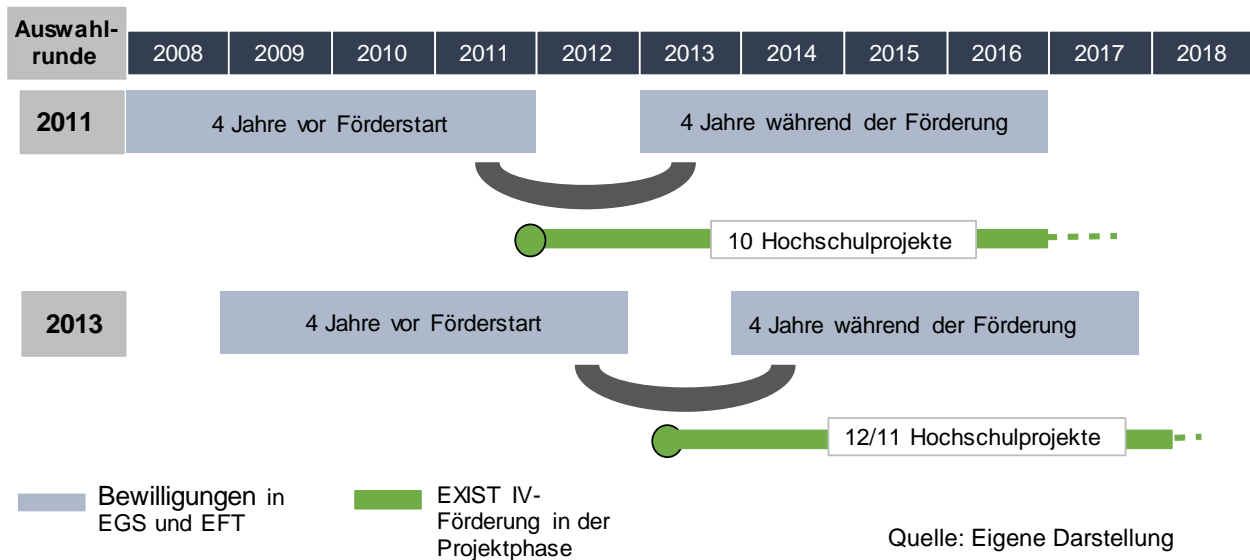 Auswahl-
runde
2008 2009 2010 2011 2012 2013 2014 2015 2016 2017 2018
2011
4 Jahre vor Förderstart
4 Jahre während der Förderung
10 Hochschulprojekte
2013
4 Jahre vor Förderstart
4 Jahre während der Förderung
12/11 Hochschulprojekte
Bewilligungen in
EGS und EFT
EXIST IV-
Förderung in der
Projektphase
Quelle: Eigene Darstellung